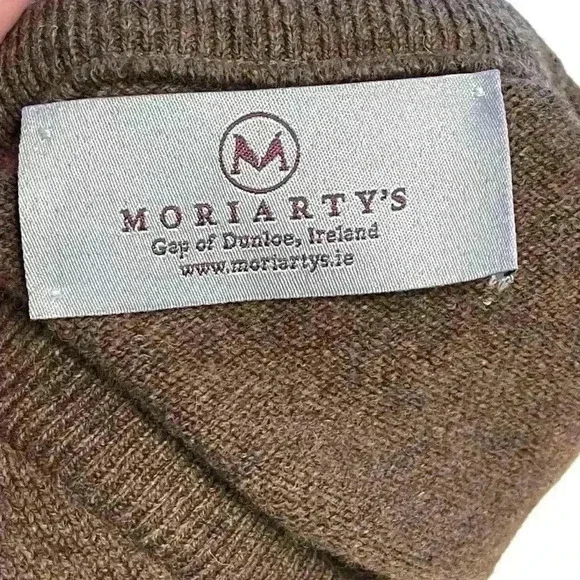 M
MORIARTY'S
Gap of Dunloe, Ireland
www.moriartys.ie